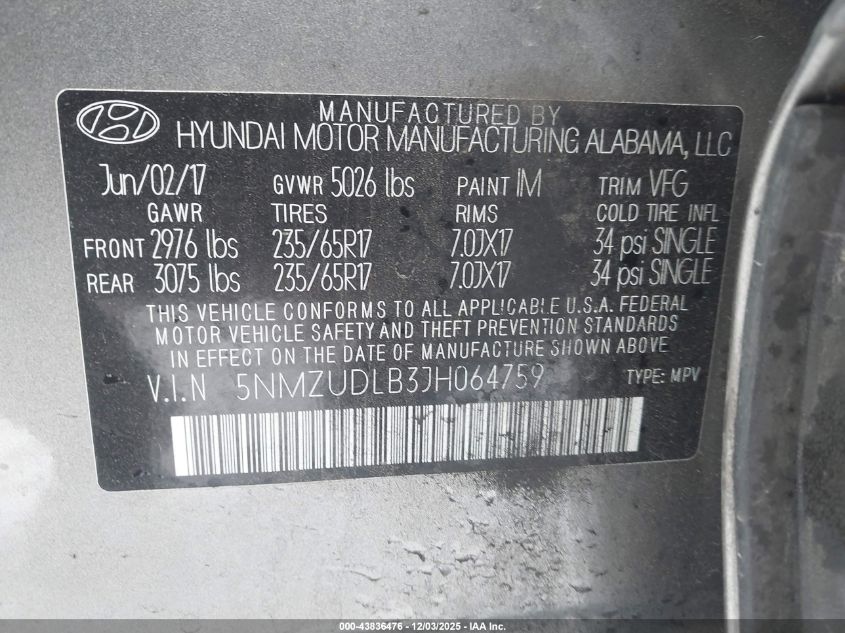 MANUFACTURED BY
HYUNDAI MOTOR MANUFACTURING ALABAMA, LLC
Jun/02/17 GVWR 5026 lbs PAINT IM TRIM VFG
GAWR TIRES RIMS COLD TIRE INFL
FRONT 2976 lbs 235/65R17 7.0JX17 34 psi SINGLE
REAR 3075 lbs 235/65R17 7.0JX17 34 psi SINGLE
THIS VEHICLE CONFORMS TO ALL APPLICABLE U.S.A. FEDERAL
MOTOR VEHICLE SAFETY AND THEFT PREVENTION STANDARDS
IN EFFECT ON THE DATE OF MANUFACTURE SHOWN ABOVE
V.I.N 5NMZUDLB3JH064759 TYPE: MPV
000-43836476 - 12/03/2025 - IAA Inc.